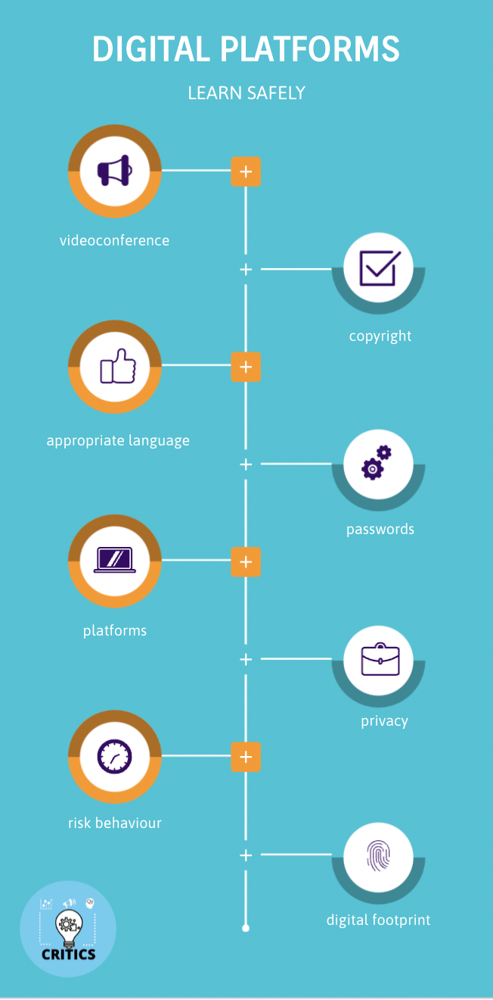 DIGITAL PLATFORMS
LEARN SAFELY
videoconference
copyright
appropriate language
passwords
platforms
privacy
risk behaviour
digital footprint
CRITICS